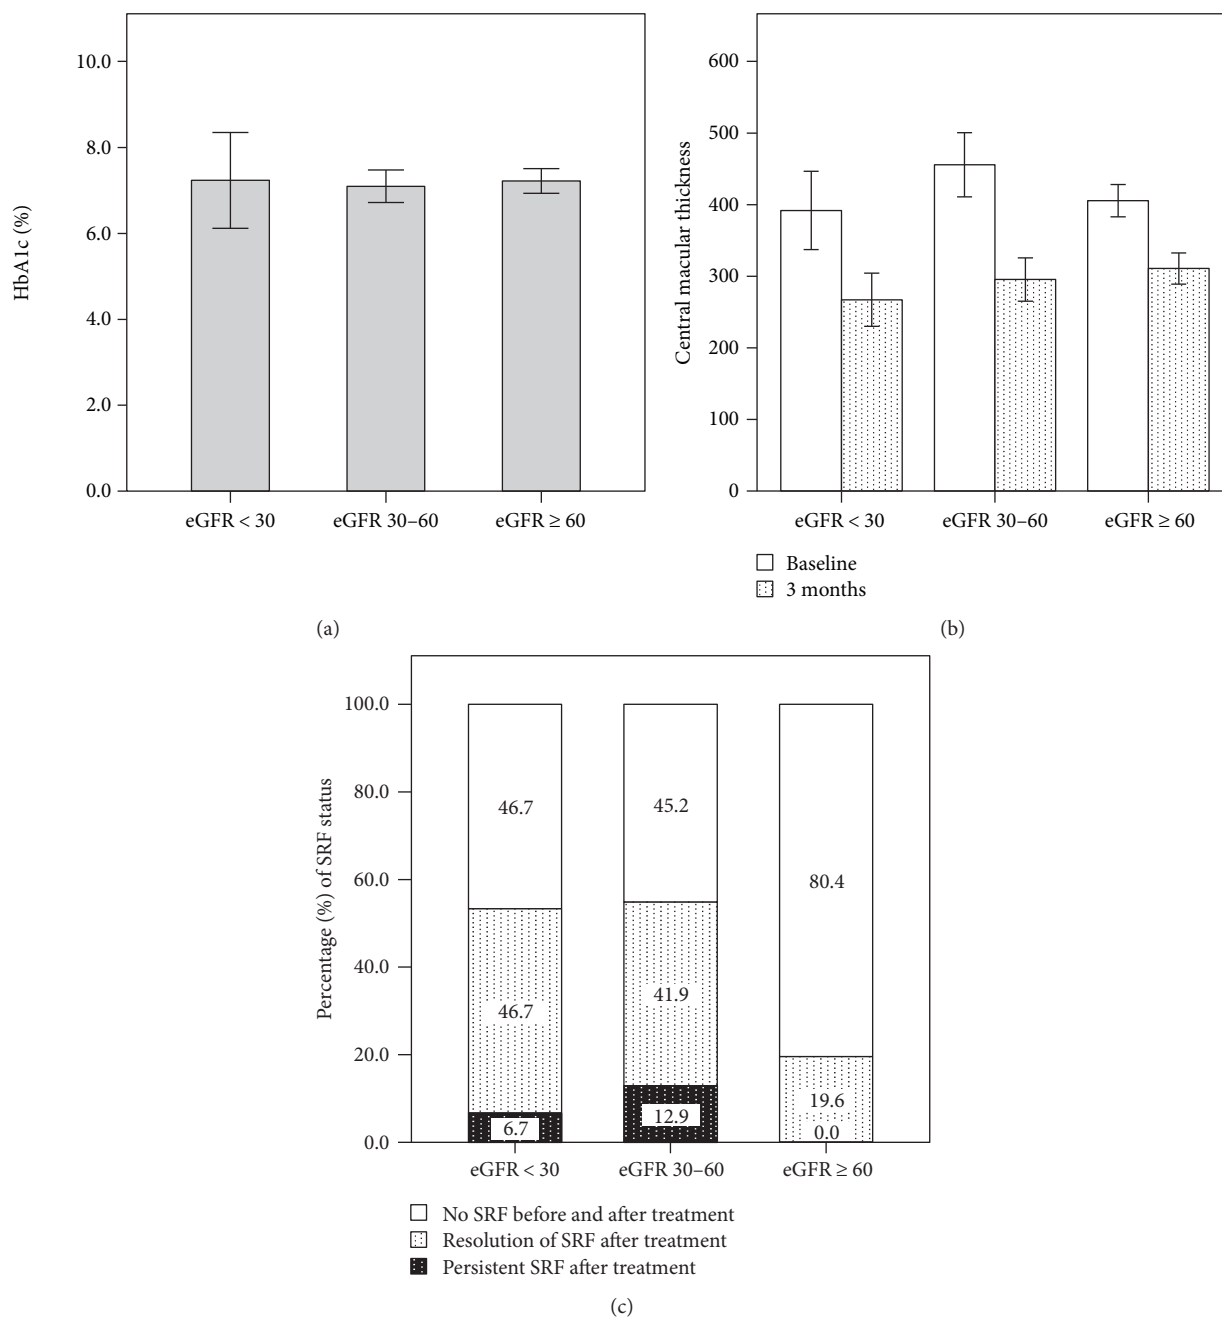 HbA1c (%)
10.0
8.0
6.0
4.0
2.0
0.0
eGFR < 30
eGFR 30–60
eGFR ≥ 60
(a)
Central macular thickness
600
500
400
300
200
100
0
eGFR < 30
eGFR 30–60
eGFR ≥ 60
Baseline
3 months
(b)
Percentage (%) of SRF status
100.0
80.0
60.0
40.0
20.0
0.0
46.7
46.7
6.7
45.2
41.9
12.9
80.4
19.6
0.0
eGFR < 30
eGFR 30–60
eGFR ≥ 60
No SRF before and after treatment
Resolution of SRF after treatment
Persistent SRF after treatment
(c)